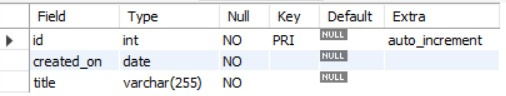 Field Type Null Key Default Extra
id int NO PRI NULL auto_increment
created_on date NO NULL
title varchar(255) NO NULL